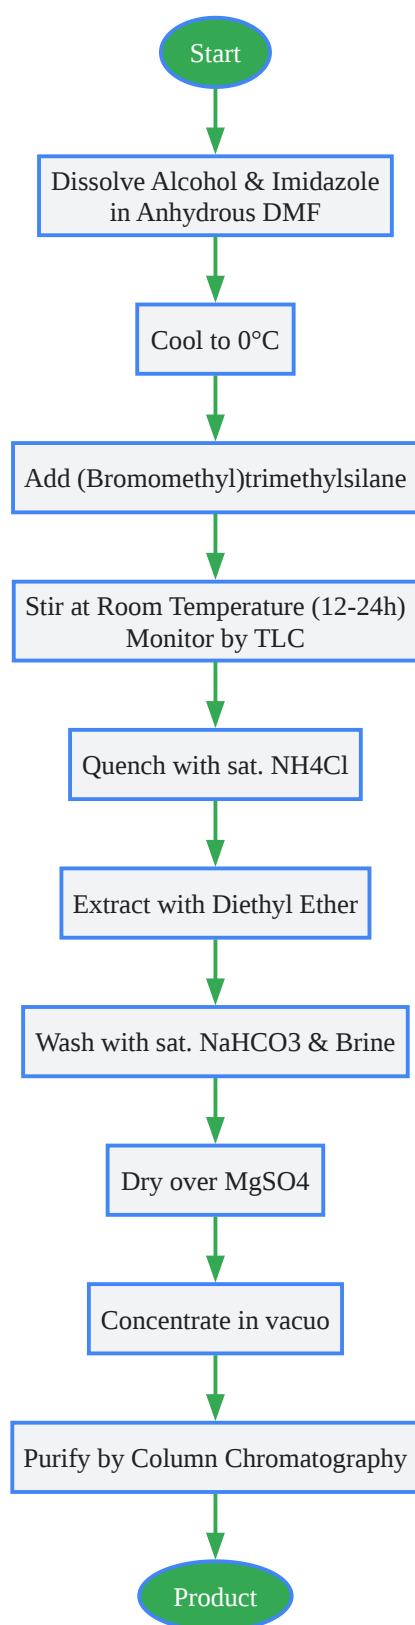 Start
Dissolve Alcohol & Imidazole
in Anhydrous DMF
Cool to 0°C
Add (Bromomethyl)trimethylsilane
Stir at Room Temperature (12-24h)
Monitor by TLC
Quench with sat. NH4Cl
Extract with Diethyl Ether
Wash with sat. NaHCO3 & Brine
Dry over MgSO4
Concentrate in vacuo
Purify by Column Chromatography
Product